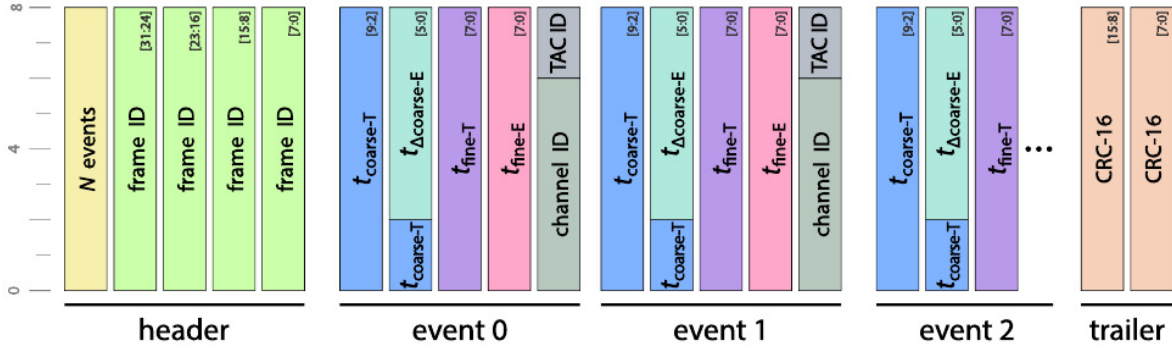 8
4
0
N events
frame ID [31:24]
frame ID [23:16]
frame ID [15:8]
frame ID [7:0]
header
tcoarse-T [9:2]
tΔcoarse-E [5:0]
tcoarse-T
tfine-T [7:0]
tfine-E [7:0]
TAC ID
channel ID
event 0
tcoarse-T [9:2]
tΔcoarse-E [5:0]
tcoarse-T
tfine-T [7:0]
tfine-E [7:0]
TAC ID
channel ID
event 1
tcoarse-T [9:2]
tΔcoarse-E [5:0]
tcoarse-T
tfine-T [7:0]
...
event 2
CRC-16 [15:8]
CRC-16 [7:0]
trailer